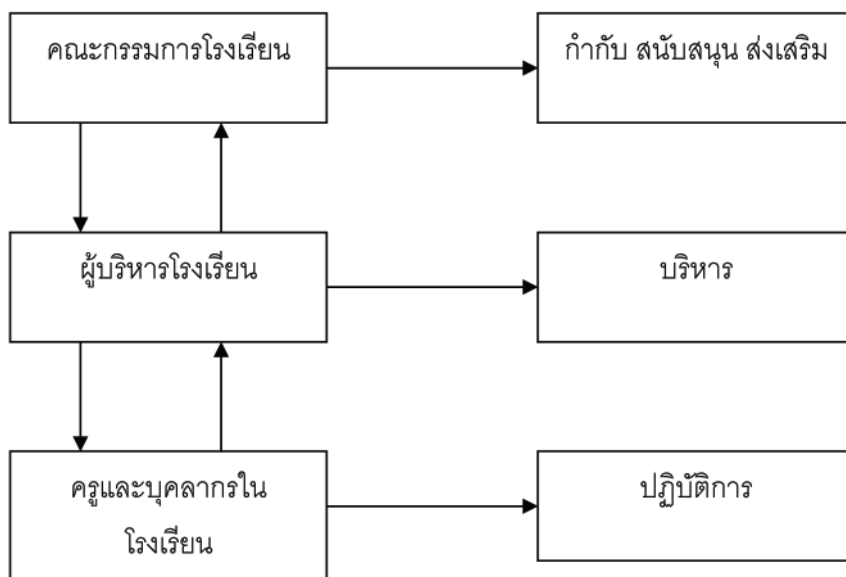 คณะกรรมการโรงเรียน
กำกับ สนับสนุน ส่งเสริม
ผู้บริหารโรงเรียน
บริหาร
ครูและบุคลากรใน
โรงเรียน
ปฏิบัติการ